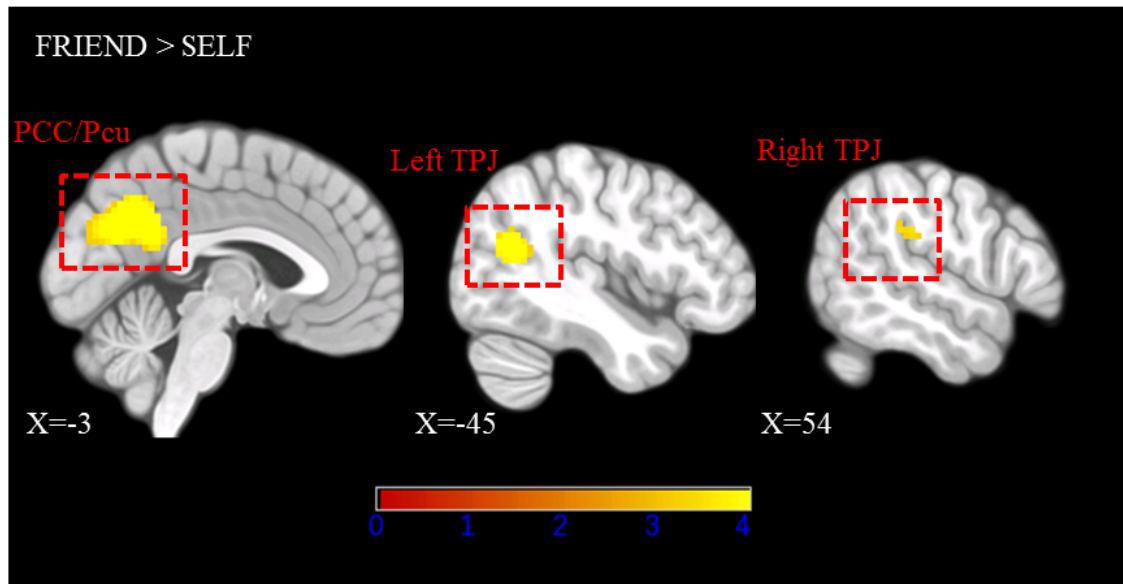 FRIEND > SELF
PCC/Pcu
Left TPJ
Right TPJ
X=-3
X=-45
X=54
0 1 2 3 4